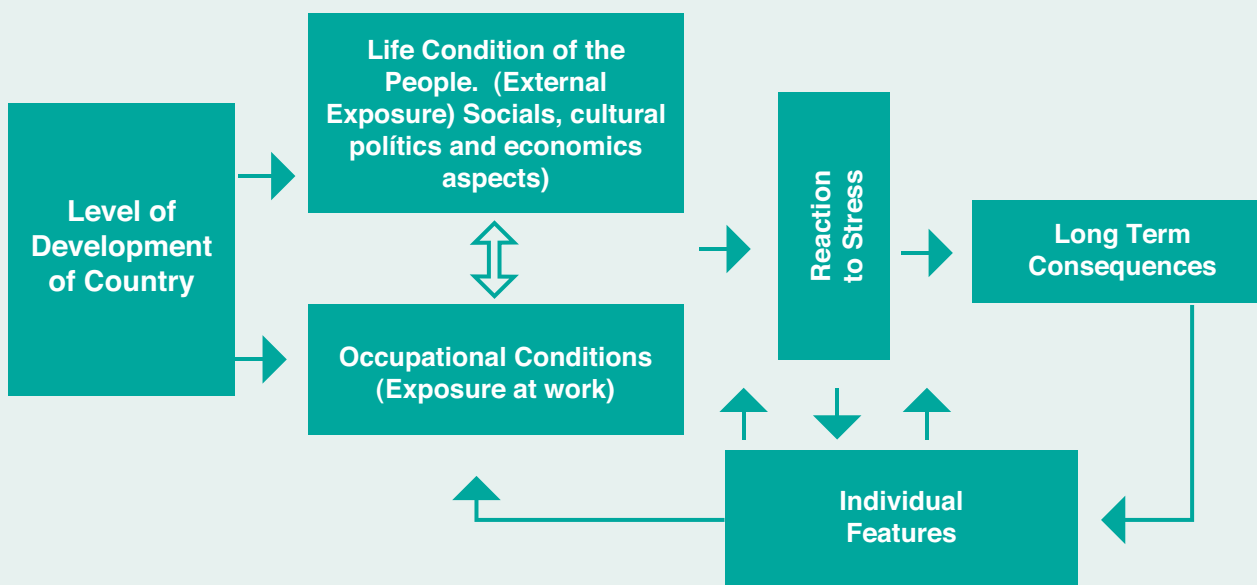 Level of
Development
of Country
Life Condition of the
People. (External
Exposure) Socials, cultural
polítics and economics
aspects)
Occupational Conditions
(Exposure at work)
Reaction
to Stress
Long Term
Consequences
Individual
Features